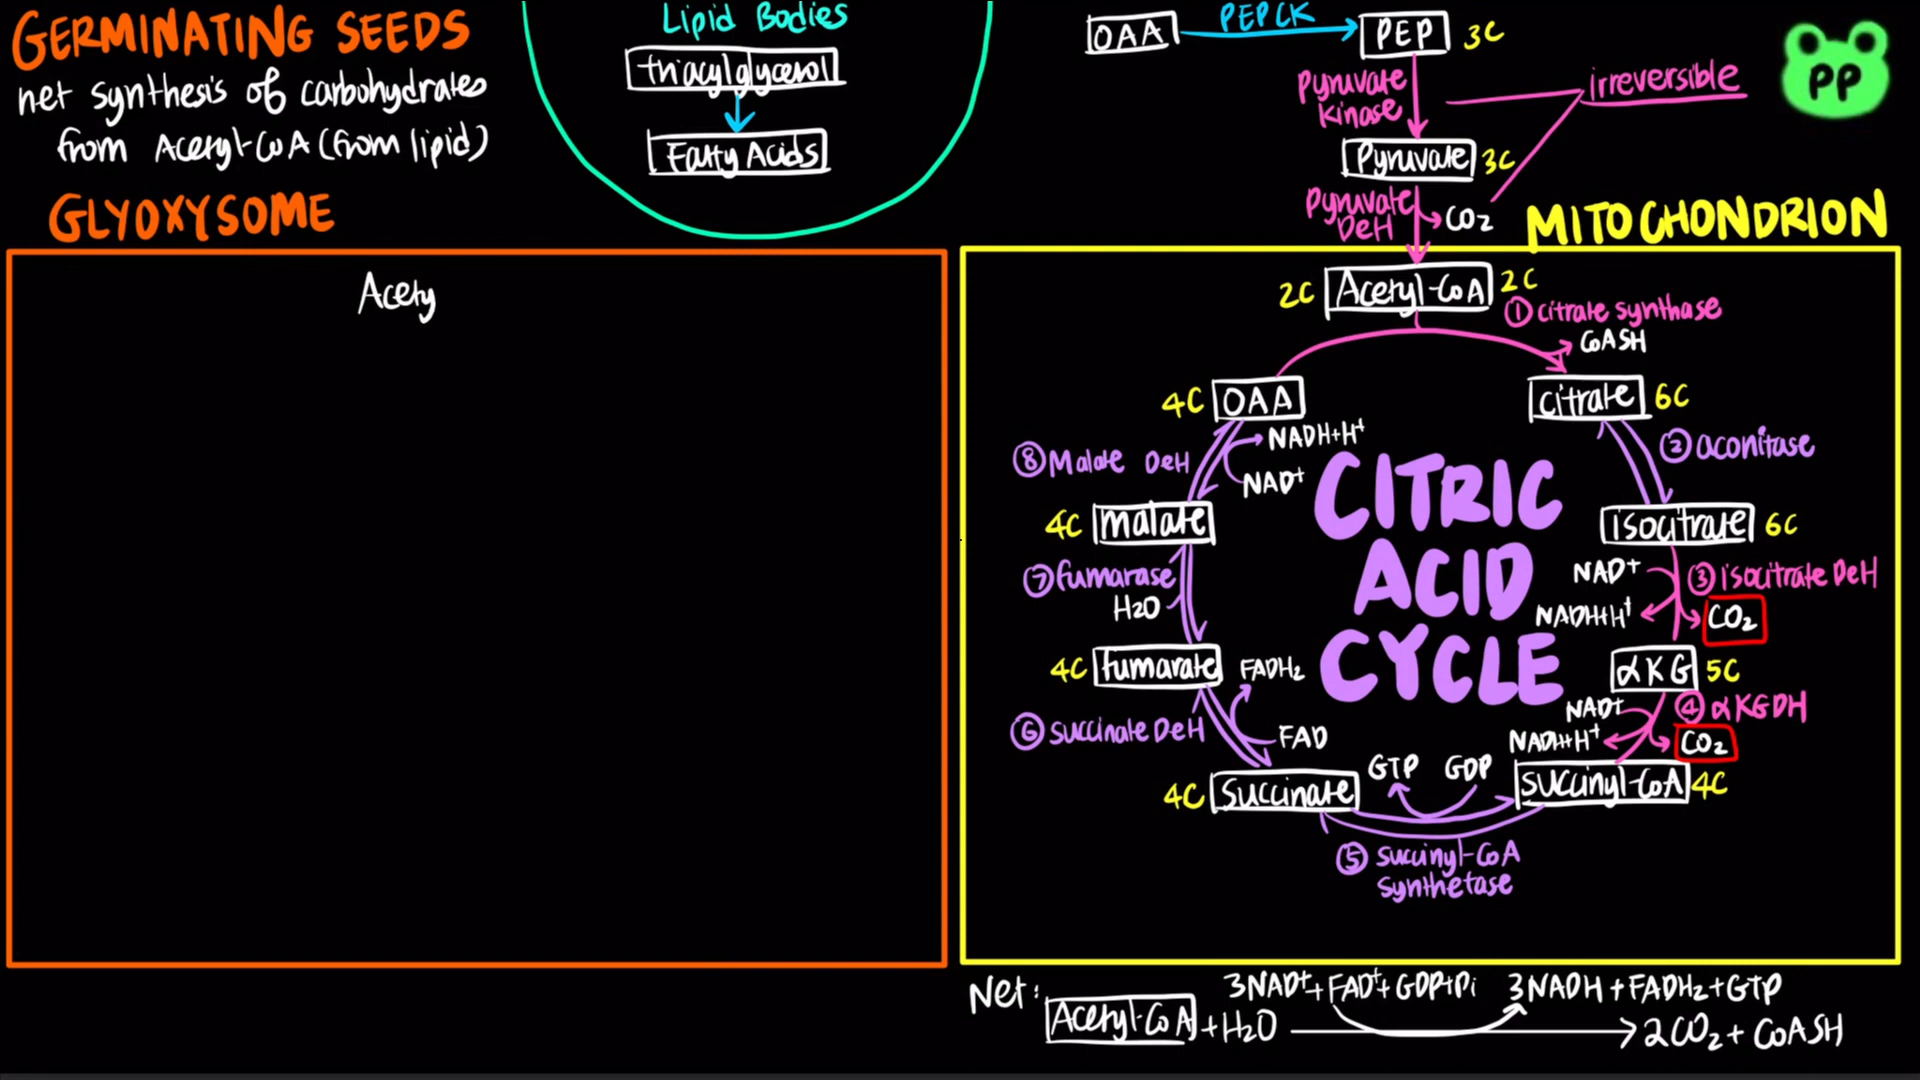 GERMINATING SEEDS
net synthesis of carbohydrates
from Acetyl-CoA (from lipid)
GLYOXYSOME
Acety
Lipid Bodies
triacylglycerol
Fatty Acids
OAA
PEPCK
PEP 3C
Pyruvate
kinase
irreversible
PP
Pyruvate 3C
Pyruvate
DeH
CO2
MITOCHONDRION
2C Acetyl-CoA 2C
① citrate synthase
CoASH
4C OAA
citrate 6C
NADH+H+
⑧ Malate DeH
NAD+
② aconitase
CITRIC
ACID
CYCLE
4C malate
isocitrate 6C
⑦ fumarase
H2O
NAD+
③ isocitrate DeH
NADH+H+
CO2
4C fumarate
FADH2
αKG 5C
⑥ succinate DeH
FAD
NAD+
④ αKGDH
NADH+H+
CO2
GTP GDP
4C Succinate
succinyl-CoA 4C
⑤ succinyl-CoA
synthetase
Net:
3NAD++FAD++GDP+Pi 3NADH+FADH2+GTP
Acetyl-CoA +H2O
2CO2+ CoASH